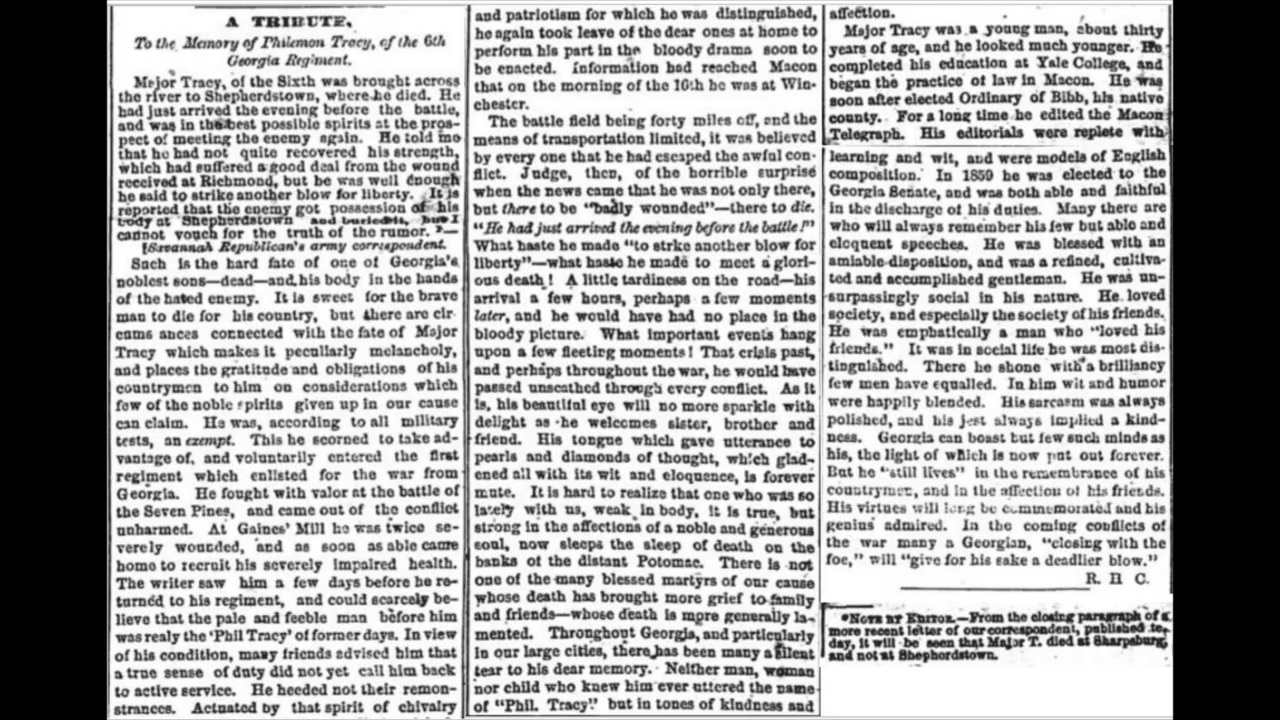 A TRIBUTE.
To the Memory of Philemon Tracy, of the 6th
Georgia Regiment.
Major Tracy, of the Sixth was brought across
the river to Shepherdstown, where he died. He
had just arrived the evening before the battle,
and was in the best possible spirits at the pros-
pect of meeting the enemy again. He told me
that he had not quite recovered his strength,
which had suffered a good deal from the wound
received at Richmond, but he was well enough
he said to strike another blow for liberty. It is
reported that the enemy got possession of his
body at Shepherdstown and buried it, but I
cannot vouch for the truth of the rumor. *—
[Savannah Republican's army correspondent.
Such is the hard fate of one of Georgia's
noblest sons—dead—and his body in the hands
of the hated enemy. It is sweet for the brave
man to die for his country, but there are cir-
cums ances connected with the fate of Major
Tracy which makes it peculiarly melancholy,
and places the gratitude and obligations of his
countrymen to him on considerations which
few of the noble spirits given up in our cause
can claim. He was, according to all military
tests, an exempt. This he scorned to take ad-
vantage of, and voluntarily entered the first
regiment which enlisted for the war from
Georgia. He fought with valor at the battle of
the Seven Pines, and came out of the conflict
unharmed. At Gaines' Mill he was twice se-
verely wounded, and as soon as able came
home to recruit his severely impaired health.
The writer saw him a few days before he re-
turned to his regiment, and could scarcely be-
lieve that the pale and feeble man before him
was realy the 'Phil Tracy' of former days. In view
of his condition, many friends advised him that
a true sense of duty did not yet call him back
to active service. He heeded not their remon-
strances. Actuated by that spirit of chivalry
and patriotism for which he was distinguished,
he again took leave of the dear ones at home to
perform his part in the bloody drama soon to
be enacted. Information had reached Macon
that on the morning of the 16th he was at Win-
chester.
The battle field being forty miles off, and the
means of transportation limited, it was believed
by every one that he had escaped the awful con-
flict. Judge, then, of the horrible surprise
when the news came that he was not only there,
but there to be "badly wounded"—there to die.
"He had just arrived the evening before the battle!"
What haste he made "to strike another blow for
liberty"—what haste he made to meet a glori-
ous death! A little tardiness on the road—his
arrival a few hours, perhaps a few moments
later, and he would have had no place in the
bloody picture. What important events hang
upon a few fleeting moments! That crisis past,
and perhaps throughout the war, he would have
passed unscathed through every conflict. As it
is, his beautiful eye will no more sparkle with
delight as he welcomes sister, brother and
friend. His tongue which gave utterance to
pearls and diamonds of thought, which glad-
ened all with its wit and eloquence, is forever
mute. It is hard to realize that one who was so
lately with us, weak in body, it is true, but
strong in the affections of a noble and generous
soul, now sleeps the sleep of death on the
banks of the distant Potomac. There is not
one of the many blessed martyrs of our cause
whose death has brought more grief to family
and friends—whose death is more generally la-
mented. Throughout Georgia, and particularly
in our large cities, there has been many a silent
tear to his dear memory. Neither man, woman
nor child who knew him ever uttered the name
of "Phil. Tracy" but in tones of kindness and
affection.
Major Tracy was a young man, about thirty
years of age, and he looked much younger. He
completed his education at Yale College, and
began the practice of law in Macon. He was
soon after elected Ordinary of Bibb, his native
county. For a long time he edited the Macon
Telegraph. His editorials were replete with
learning and wit, and were models of English
composition. In 1859 he was elected to the
Georgia Senate, and was both able and faithful
in the discharge of his duties. Many there are
who will always remember his few but able and
eloquent speeches. He was blessed with an
amiable disposition, and was a refined, cultiva-
ted and accomplished gentleman. He was un-
surpassingly social in his nature. He loved
society, and especially the society of his friends.
He was emphatically a man who "loved his
friends." It was in social life he was most dis-
tinguished. There he shone with a brilliancy
few men have equalled. In him wit and humor
were happily blended. His sarcasm was always
polished, and his jest always implied a kind-
ness. Georgia can boast but few such minds as
his, the light of which is now put out forever.
But he "still lives" in the remembrance of his
countrymen, and in the affection of his friends.
His virtues will long be commemorated and his
genius admired. In the coming conflicts of
the war many a Georgian, "closing with the
foe," will "give for his sake a deadlier blow."
R. H. C.
*NOTE BY EDITOR.—From the closing paragraph of a
more recent letter of our correspondent, published to-
day, it will be seen that Major T. died at Sharpsburg,
and not at Shephordstown.